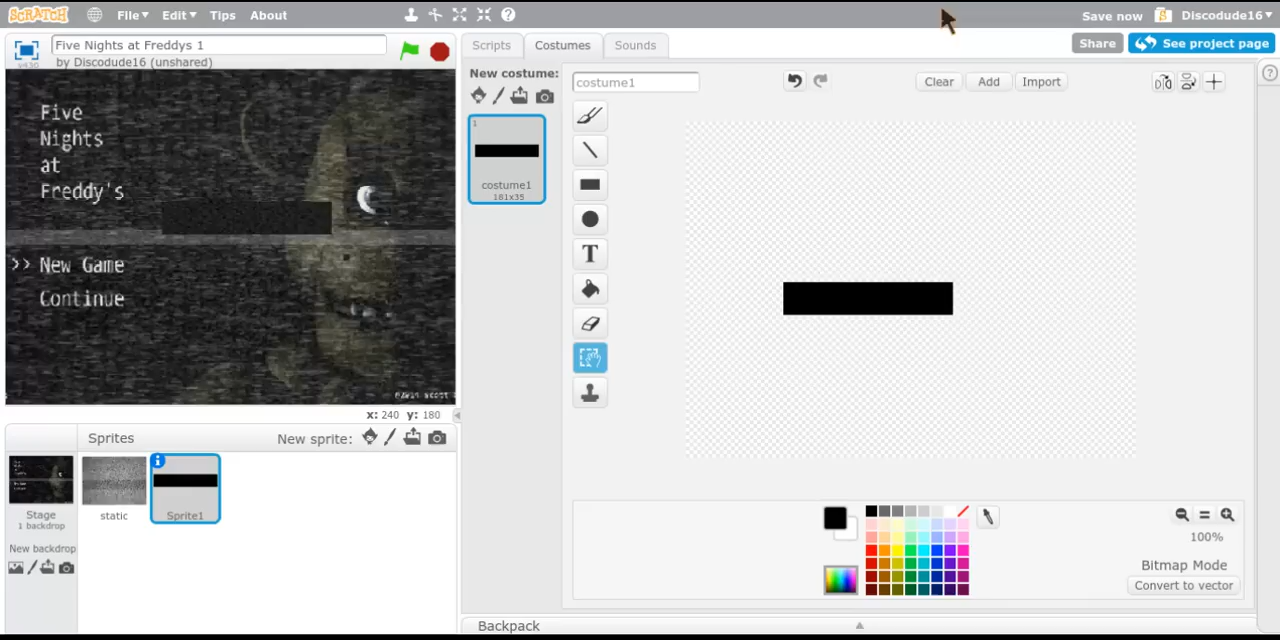 SCRATCH
File▾ Edit▾ Tips About
Save now Discodude16▾
Five Nights at Freddys 1
by Discodude16 (unshared)
v430
Scripts Costumes Sounds
Share See project page
New costume:
costume1
Clear Add Import
1
costume1
181x35
Five
Nights
at
Freddy's
>> New Game
Continue
x: 240 y: 180
Sprites New sprite:
Stage
1 backdrop
static
Sprite1
New backdrop
T
100%
Bitmap Mode
Convert to vector
Backpack